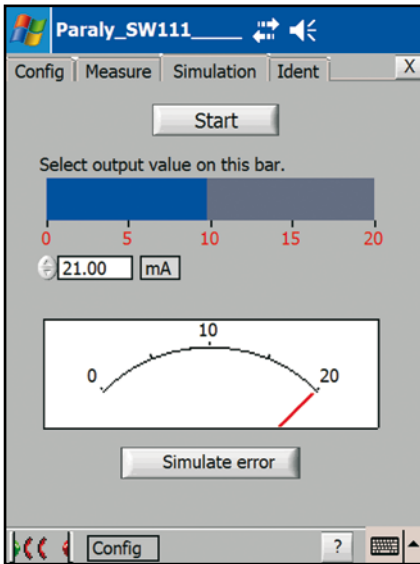 Paraly_SW111____
Config Measure Simulation Ident X
Start
Select output value on this bar.
0 5 10 15 20
21.00 mA
10
0 20
Simulate error
Config ?